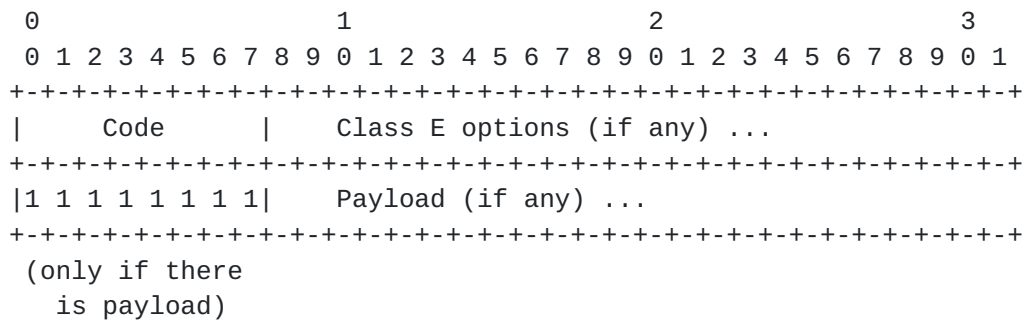 0                   1                   2                   3
 0 1 2 3 4 5 6 7 8 9 0 1 2 3 4 5 6 7 8 9 0 1 2 3 4 5 6 7 8 9 0 1
+-+-+-+-+-+-+-+-+-+-+-+-+-+-+-+-+-+-+-+-+-+-+-+-+-+-+-+-+-+-+-+-+
|     Code      |    Class E options (if any) ...
+-+-+-+-+-+-+-+-+-+-+-+-+-+-+-+-+-+-+-+-+-+-+-+-+-+-+-+-+-+-+-+-+
|1 1 1 1 1 1 1 1|    Payload (if any) ...
+-+-+-+-+-+-+-+-+-+-+-+-+-+-+-+-+-+-+-+-+-+-+-+-+-+-+-+-+-+-+-+-+
 (only if there
   is payload)